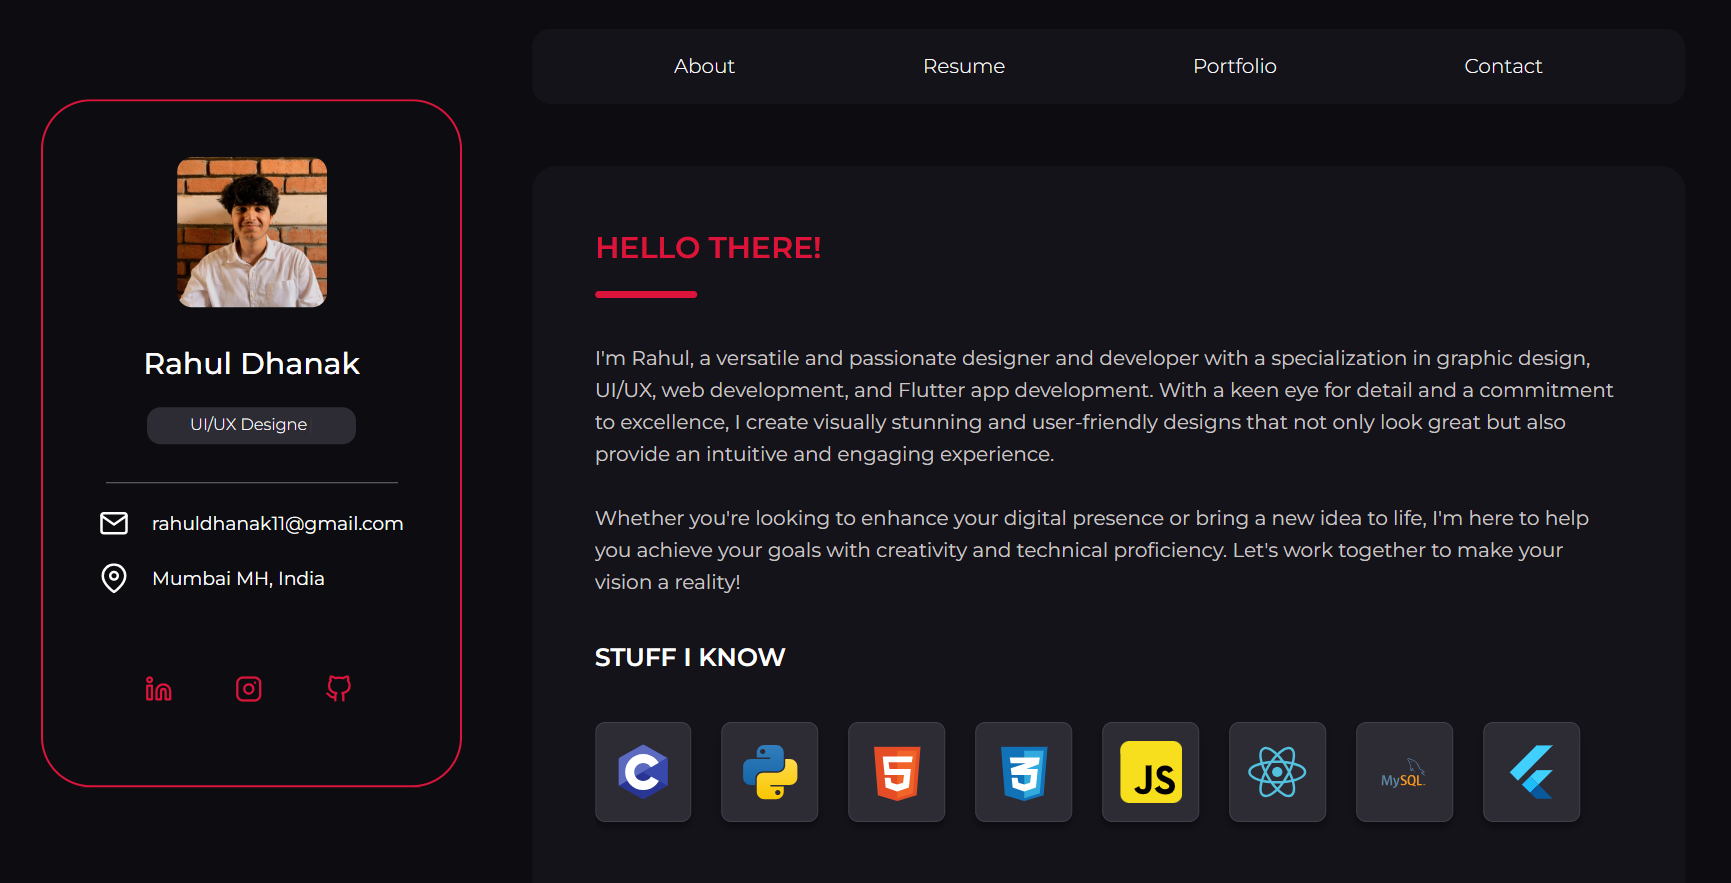 About
Resume
Portfolio
Contact
Rahul Dhanak
UI/UX Designe
rahuldhanak11@gmail.com
Mumbai MH, India
HELLO THERE!
I'm Rahul, a versatile and passionate designer and developer with a specialization in graphic design,
UI/UX, web development, and Flutter app development. With a keen eye for detail and a commitment
to excellence, I create visually stunning and user-friendly designs that not only look great but also
provide an intuitive and engaging experience.
Whether you're looking to enhance your digital presence or bring a new idea to life, I'm here to help
you achieve your goals with creativity and technical proficiency. Let's work together to make your
vision a reality!
STUFF I KNOW
C
5
3
JS
MySQL